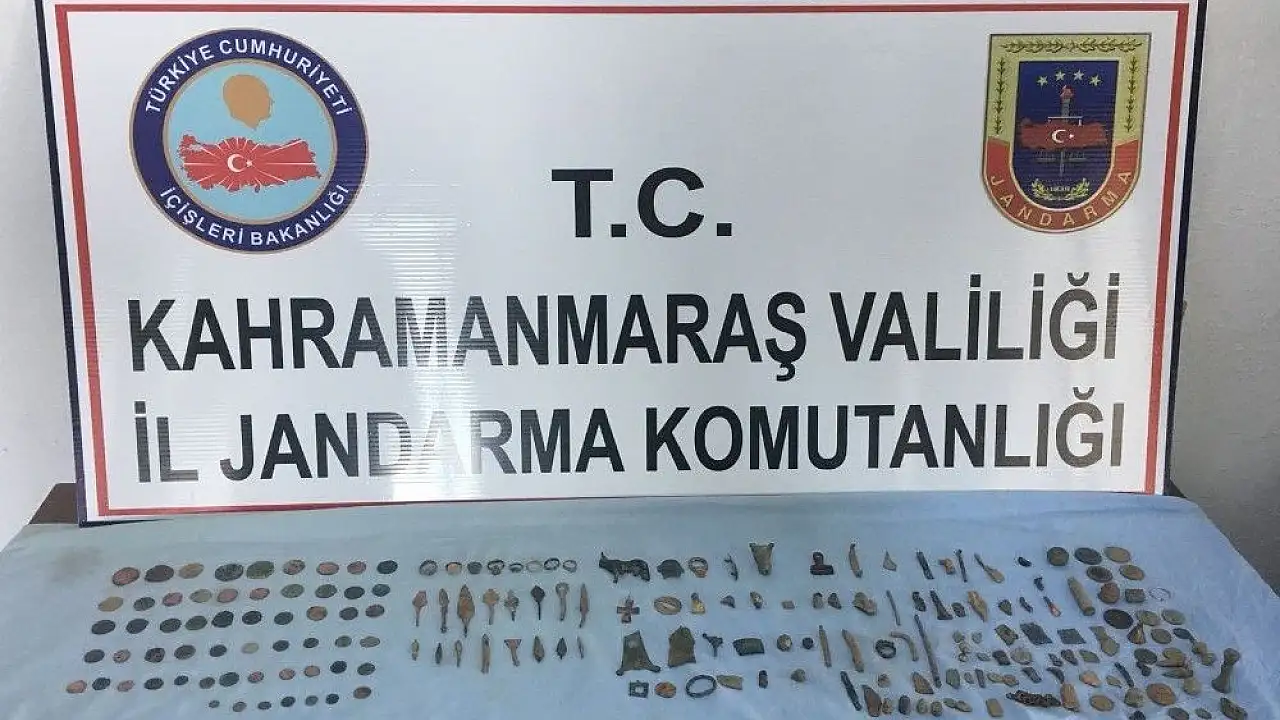 TÜRKİYE CUMHURİYETİ
İÇİŞLERİ BAKANLIĞI
JANDARMA
T.C.
KAHRAMANMARAŞ VALİLİĞİ
İL JANDARMA KOMUTANLIĞI